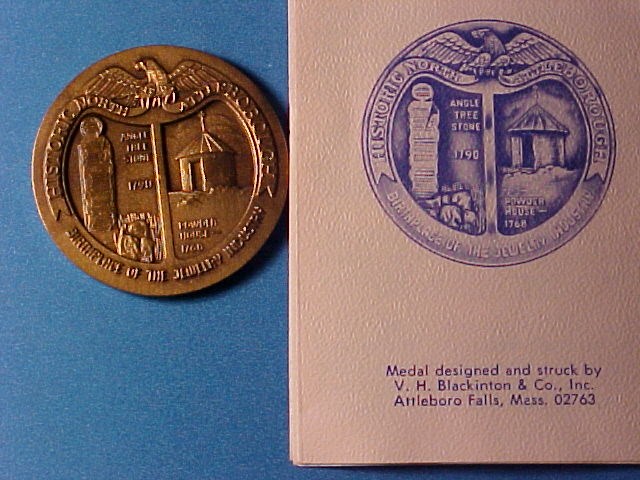 HISTORIC NORTH ATTLEBOROUGH
ANGLE
TREE
STONE
1790
POWDER
HOUSE—
1768
BIRTHPLACE OF THE JEWELRY INDUSTRY
HISTORIC NORTH ATTLEBOROUGH
ANGLE
TREE
STONE
1790
POWDER
HOUSE—
1768
BIRTHPLACE OF THE JEWELRY INDUSTRY
Medal designed and struck by
V. H. Blackinton & Co., Inc.
Attleboro Falls, Mass. 02763